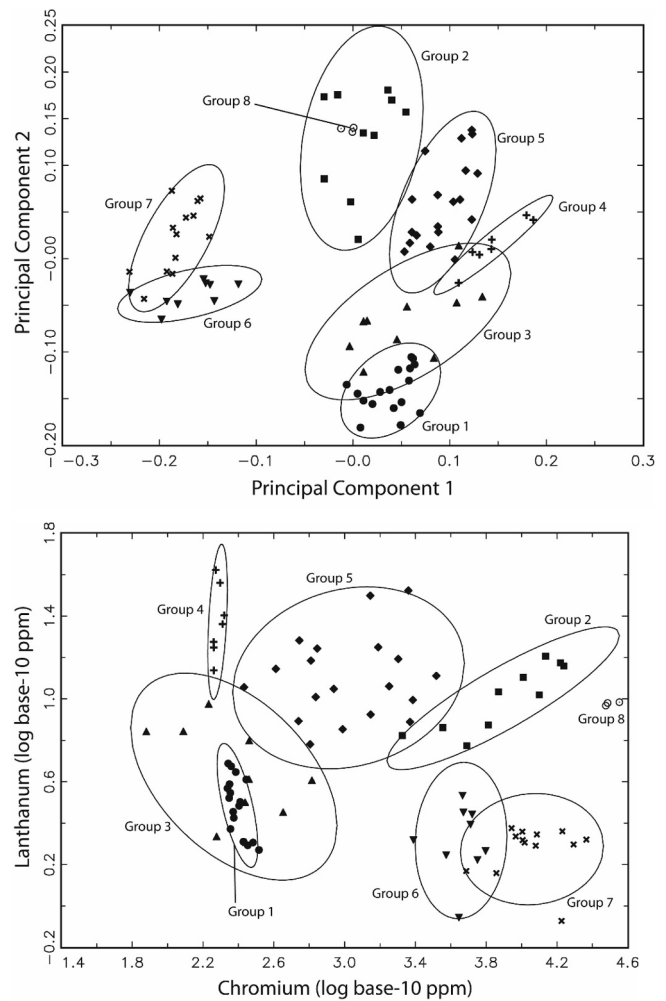 0.25
0.20
0.15
0.10
0.05
−0.00
−0.05
−0.10
−0.20
Principal Component 2
Group 2
Group 8
Group 5
Group 7
Group 4
Group 6
Group 3
Group 1
−0.3 −0.2 −0.1 −0.0 0.1 0.2 0.3
Principal Component 1
1.8
1.4
1.0
0.6
0.2
−0.2
Lanthanum (log base-10 ppm)
Group 5
Group 4
Group 2
Group 8
Group 3
Group 6
Group 7
Group 1
1.4 1.8 2.2 2.6 3.0 3.4 3.8 4.2 4.6
Chromium (log base-10 ppm)